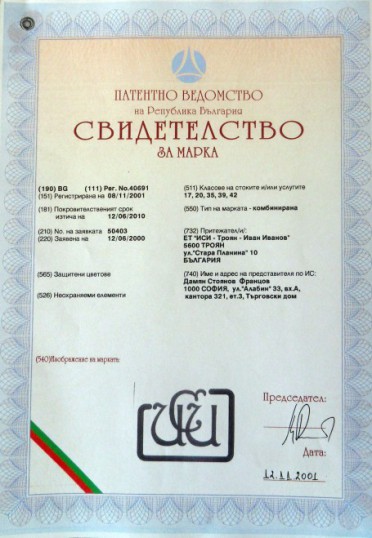 ПАТЕНТНО ВЕДОМСТВО
на Република България
СВИДЕТЕЛСТВО
ЗА МАРКА
(190) BG (111) Рег. No.40691
(151) Регистрирана на 08/11/2001
(181) Покровителственият срок
изтича на 12/06/2010
(210) No. на заявката 50403
(220) Заявена на 12/06/2000
(565) Защитени цветове
(526) Неохраняеми елементи
(511) Класове на стоките и/или услугите
17, 20, 35, 39, 42
(550) Тип на марката - комбинирана
(732) Притежател/и:
ЕТ "ИСИ - Троян - Иван Иванов"
5600 ТРОЯН
ул."Стара Планина" 10
БЪЛГАРИЯ
(740) Име и адрес на представителя по ИС:
Дамян Стоянов Францов
1000 СОФИЯ, ул."Алабин" 33, вх.А,
кантора 321, ет.3, Търговски дом
(540)Изображение на марката:
ИСИ
Председател:
Дата:
12.11.2001